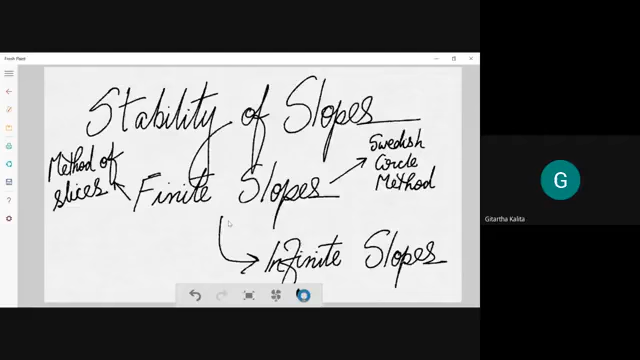 Fresh Paint
Stability of Slopes
Method of
slices
Finite Slopes
Swedish
Circle
Method
Infinite Slopes
G
Gitartha Kalita